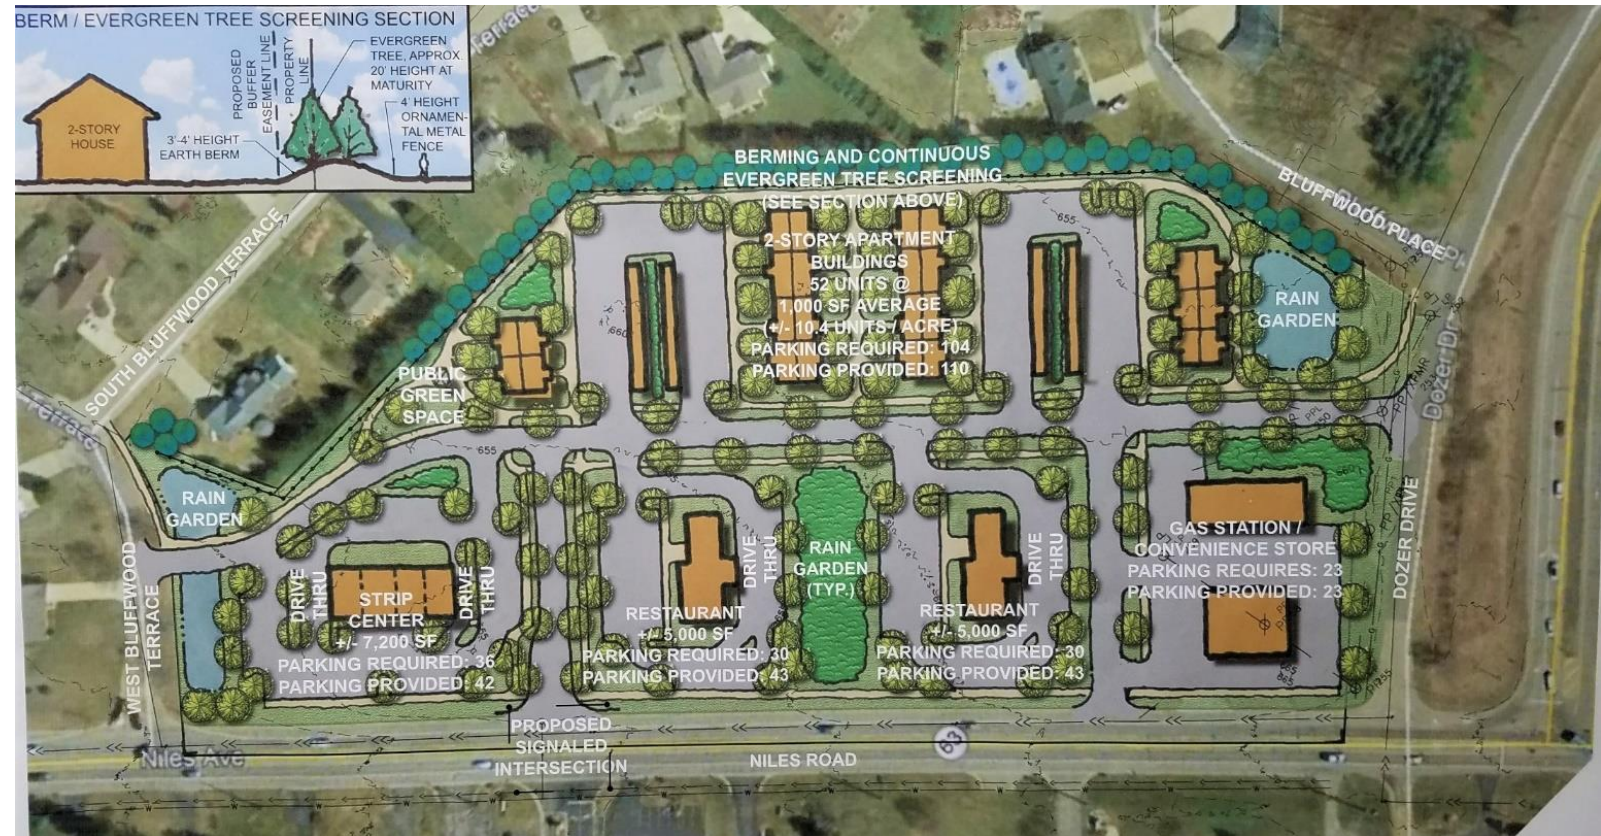 BERM / EVERGREEN TREE SCREENING SECTION
PROPOSED
BUFFER
EASEMENT LINE
PROPERTY
LINE
EVERGREEN
TREE, APPROX.
20' HEIGHT AT
MATURITY
4' HEIGHT
ORNAMEN-
TAL METAL
FENCE
2-STORY
HOUSE
3'-4' HEIGHT
EARTH BERM
Terrace
BERMING AND CONTINUOUS
EVERGREEN TREE SCREENING
(SEE SECTION ABOVE)
BLUFFWOOD PLACE
SOUTH BLUFFWOOD TERRACE
655
2-STORY APARTMENT
BUILDINGS
52 UNITS @
1,000 SF AVERAGE
(+/- 10.4 UNITS / ACRE)
PARKING REQUIRED: 104
PARKING PROVIDED: 110
660
RAIN
GARDEN
Dozer Dr
PUBLIC
GREEN
SPACE
Terrace
655
RAIN
GARDEN
WEST BLUFFWOOD
TERRACE
DRIVE
THRU
STRIP
CENTER
+/- 7,200 SF
PARKING REQUIRED: 36
PARKING PROVIDED: 42
DRIVE
THRU
RESTAURANT
+/- 5,000 SF
PARKING REQUIRED: 30
PARKING PROVIDED: 43
DRIVE
THRU
RAIN
GARDEN
(TYP.)
RESTAURANT
+/- 5,000 SF
PARKING REQUIRED: 30
PARKING PROVIDED: 43
DRIVE
THRU
GAS STATION /
CONVENIENCE STORE
PARKING REQUIRES: 23
PARKING PROVIDED: 23
DOZER DRIVE
PROPOSED
SIGNALED
INTERSECTION
Niles Ave
NILES ROAD
63